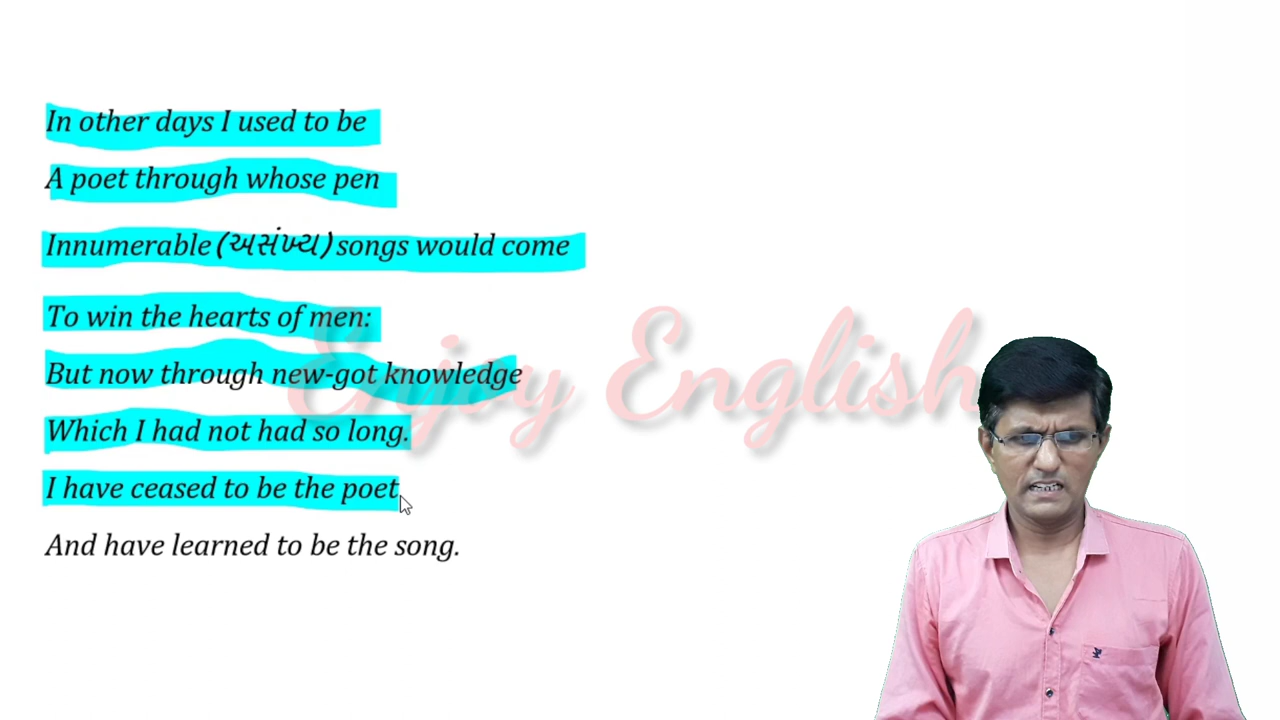 In other days I used to be
A poet through whose pen
Innumerable (અસંખ્ય) songs would come
To win the hearts of men:
But now through new-got knowledge
Which I had not had so long.
I have ceased to be the poet
And have learned to be the song.
Enjoy English